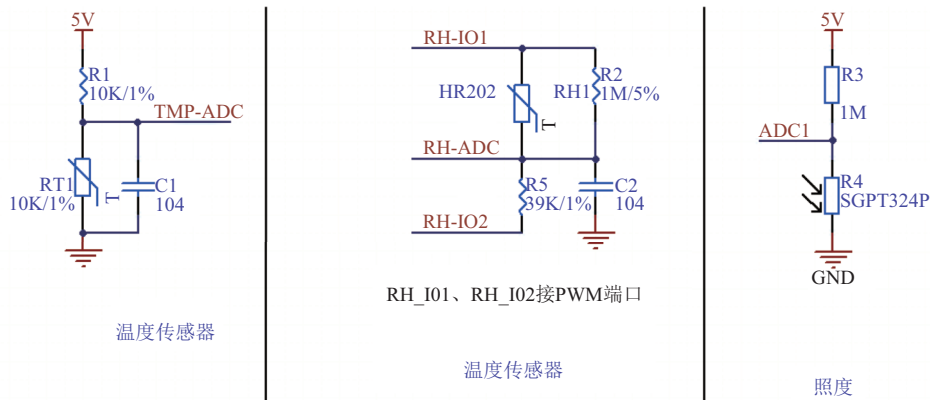 5V
R1
10K/1%
TMP-ADC
RT1
10K/1%
T
C1
104
温度传感器
RH-IO1
HR202
T
RH1
R2
1M/5%
RH-ADC
R5
39K/1%
C2
104
RH-IO2
RH_I01、RH_I02接PWM端口
温度传感器
5V
R3
1M
ADC1
R4
SGPT324P
GND
照度